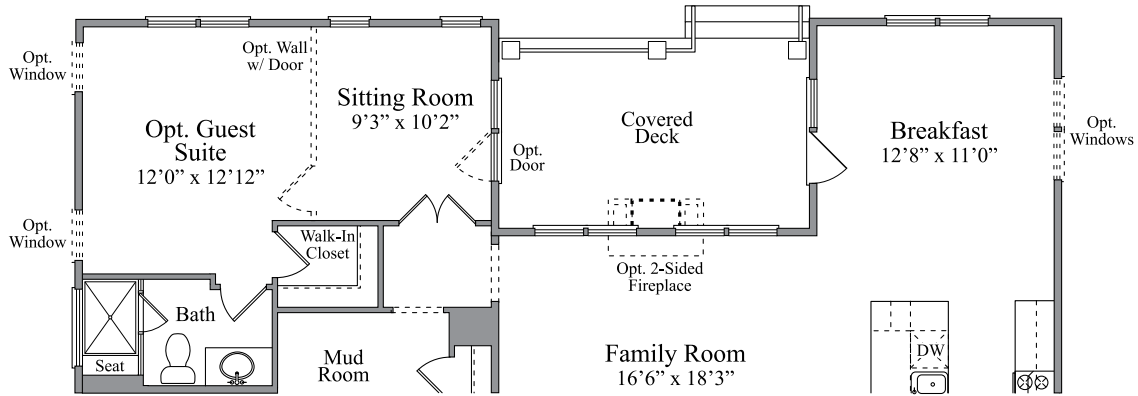 Opt.
Window
Opt. Wall
w/ Door
Sitting Room
9'3” x 10'2”
Opt. Guest
Suite
12'0” x 12'12”
Opt.
Door
Covered
Deck
Breakfast
12'8” x 11'0”
Opt.
Windows
Opt.
Window
Walk-In
Closet
Opt. 2-Sided
Fireplace
Bath
Seat
Mud
Room
Family Room
16'6” x 18'3”
DW